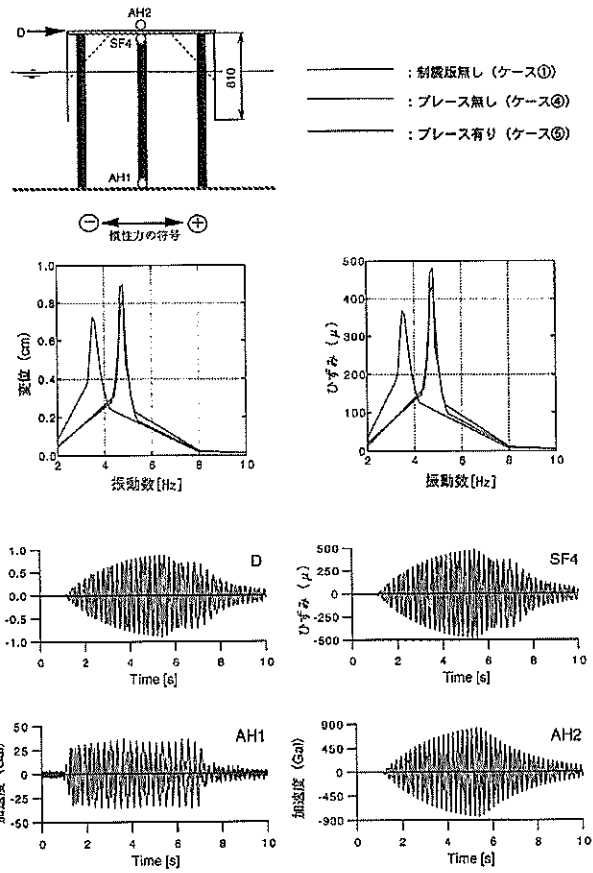 AH2
D
SF4
810
AH1
⊖ ⊕
慣性力の符号
：制震版無し（ケース①）
：ブレース無し（ケース④）
：ブレース有り（ケース⑤）
1.0
0.8
0.6
0.4
0.2
0.0
変位 (cm)
2 4 6 8 10
振動数[Hz]
500
400
300
200
100
0
ひずみ (μ)
2 4 6 8 10
振動数[Hz]
D
1.0
0.5
0.0
-0.5
-1.0
0 2 4 6 8 10
Time [s]
SF4
ひずみ (μ)
500
250
0
-250
-500
0 2 4 6 8 10
Time [s]
AH1
加速度 (Gal)
50
25
0
-25
-50
0 2 4 6 8 10
Time [s]
AH2
加速度 (Gal)
900
450
0
-450
-900
0 2 4 6 8 10
Time [s]